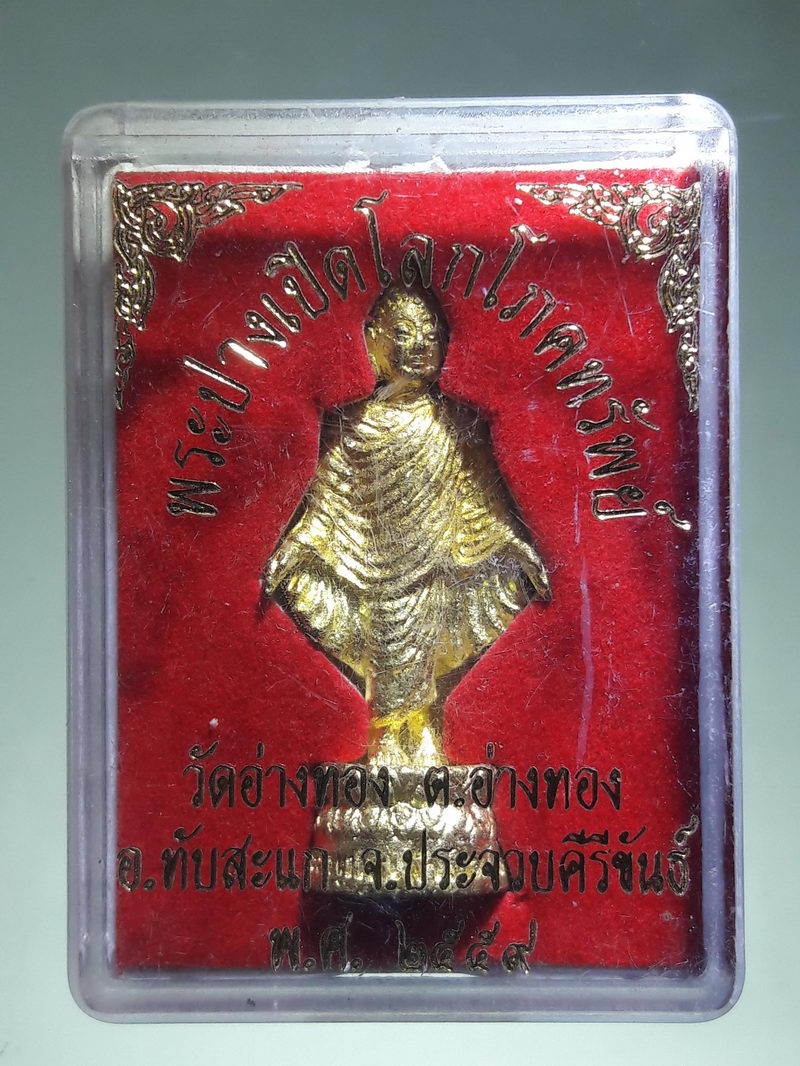 พระปางเปิดโลกโภคทรัพย์
วัดอ่างทอง ต.อ่างทอง
อ.ทับสะแก จ.ประจวบคีรีขันธ์
พ.ศ. ๒๕๕๙